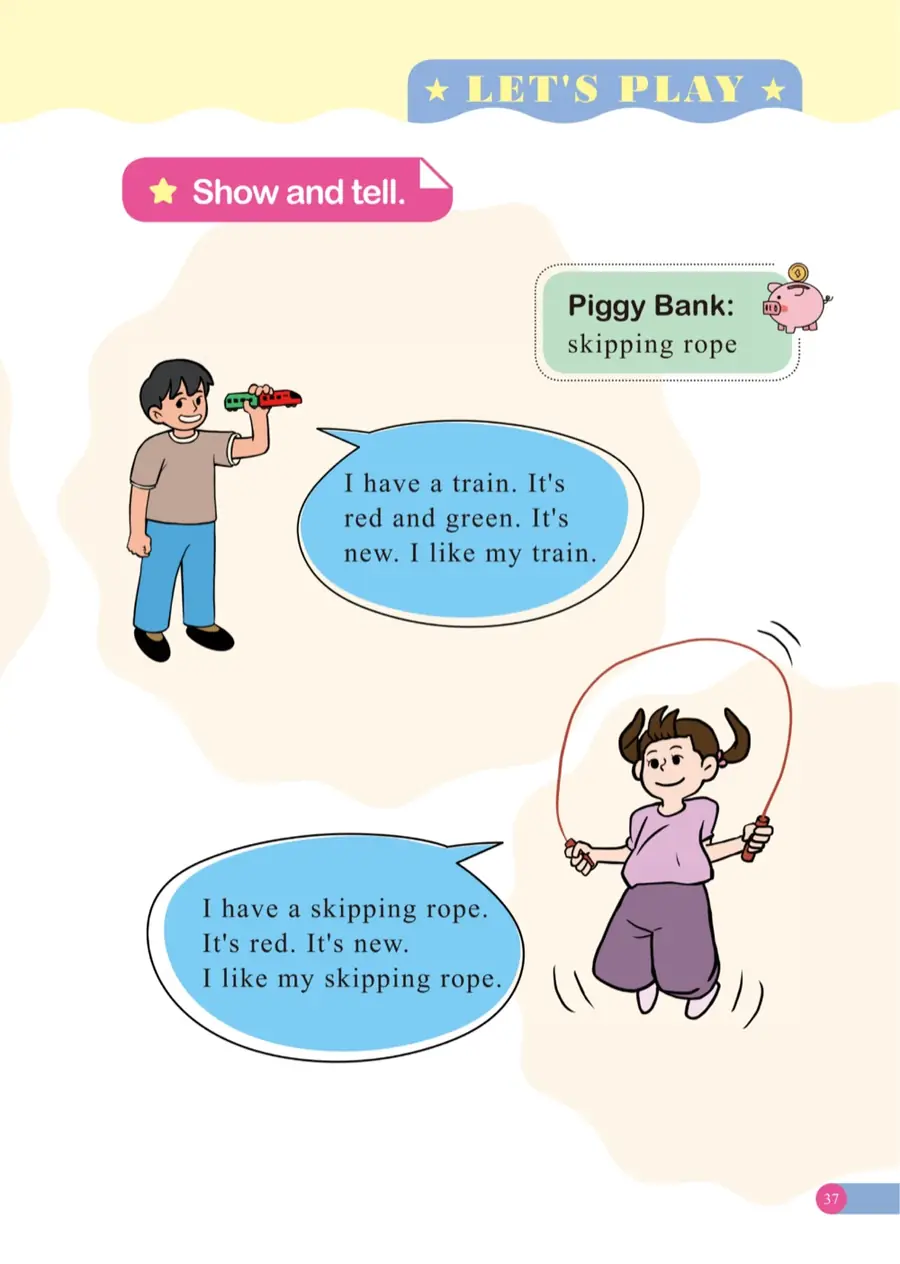 LET'S PLAY
Show and tell.
Piggy Bank:
skipping rope
I have a train. It's
red and green. It's
new. I like my train.
I have a skipping rope.
It's red. It's new.
I like my skipping rope.
37